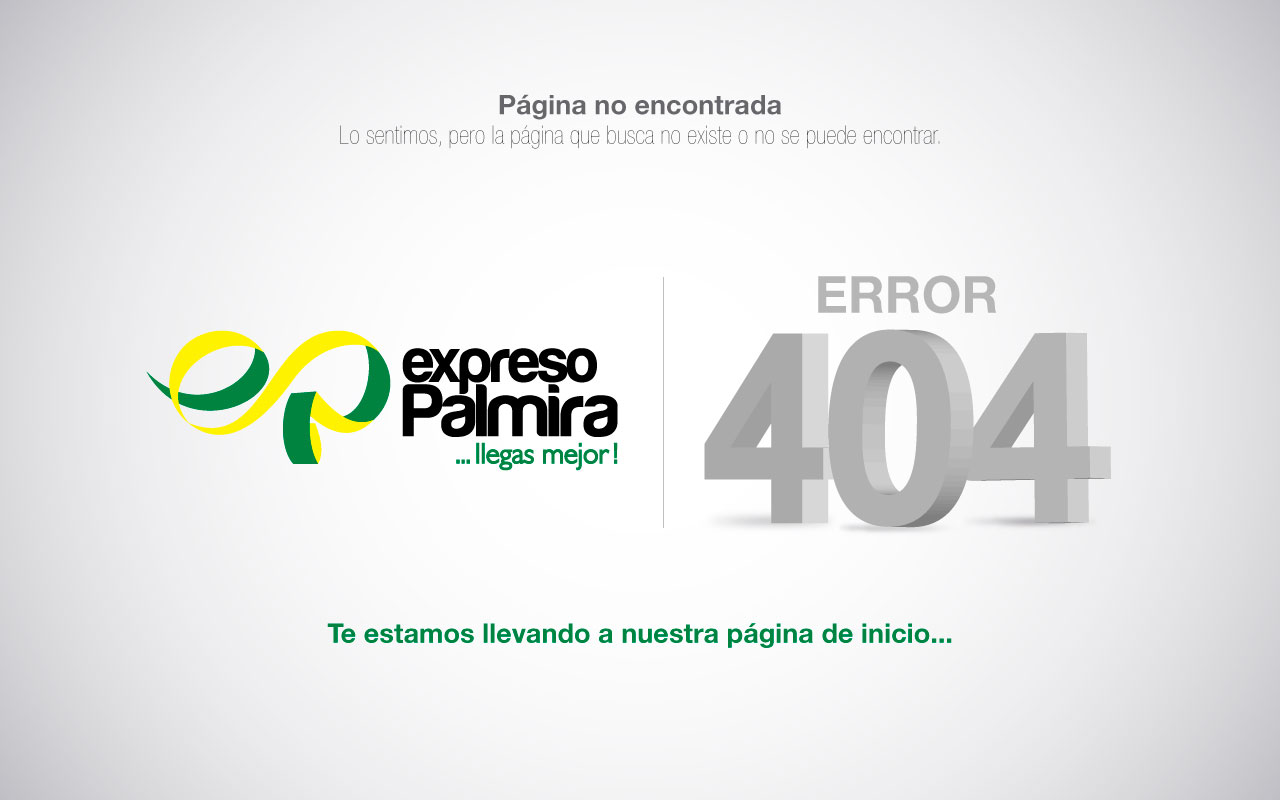 Página no encontrada
Lo sentimos, pero la página que busca no existe o no se puede encontrar.
expreso
Palmira
...llegas mejor!
ERROR
404
Te estamos llevando a nuestra página de inicio...